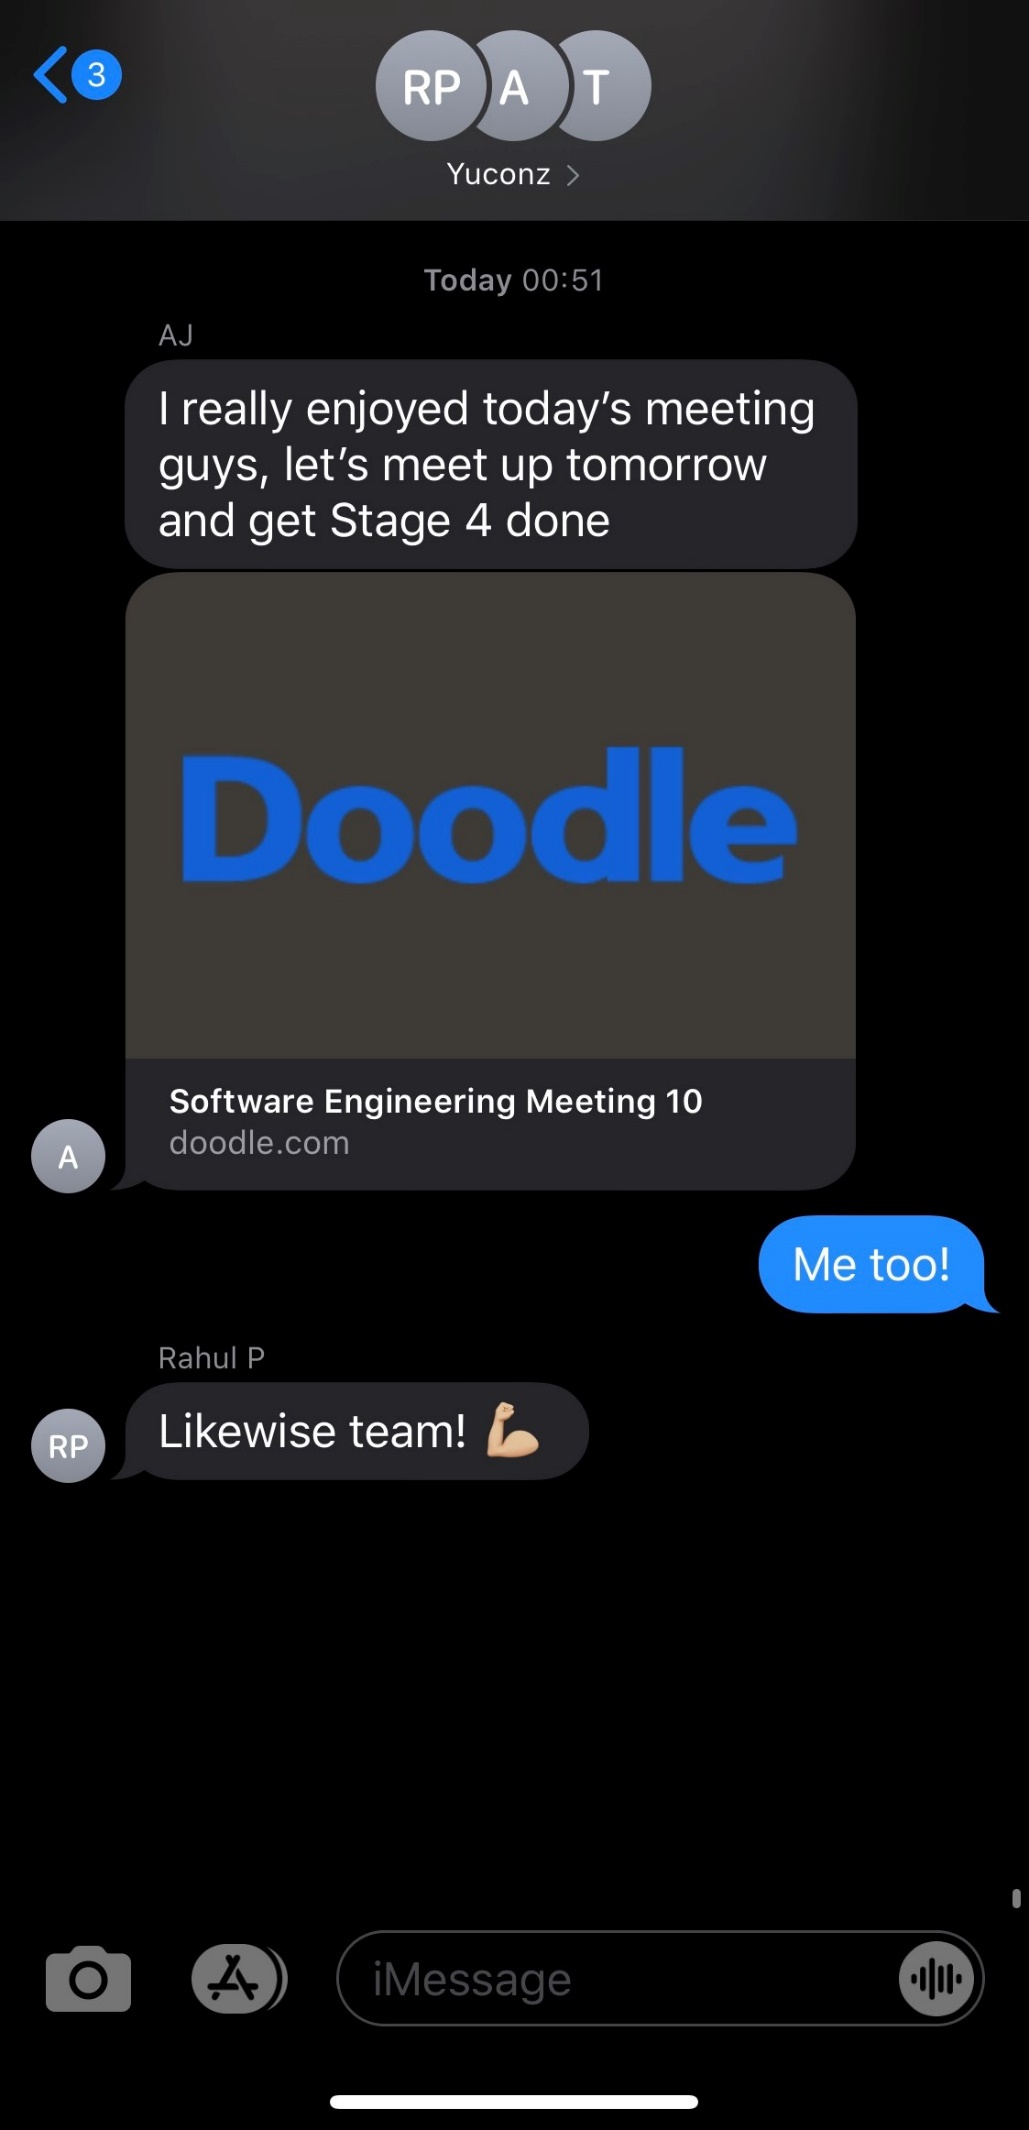 3
RP A T
Yuconz
Today 00:51
AJ
I really enjoyed today’s meeting
guys, let’s meet up tomorrow
and get Stage 4 done
Doodle
Software Engineering Meeting 10
doodle.com
A
Me too!
Rahul P
Likewise team! 💪🏼
RP
iMessage